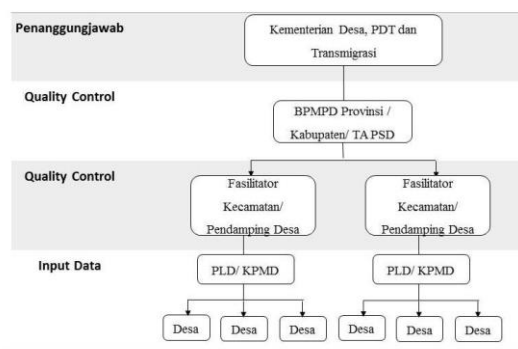 Penanggungjawab
Kementerian Desa, PDT dan
Transmigrasi
Quality Control
BPMPD Provinsi /
Kabupaten/ TA PSD
Quality Control
Fasilitator
Kecamatan/
Pendamping Desa
Fasilitator
Kecamatan/
Pendamping Desa
Input Data
PLD/ KPMD
PLD/ KPMD
Desa
Desa
Desa
Desa
Desa
Desa